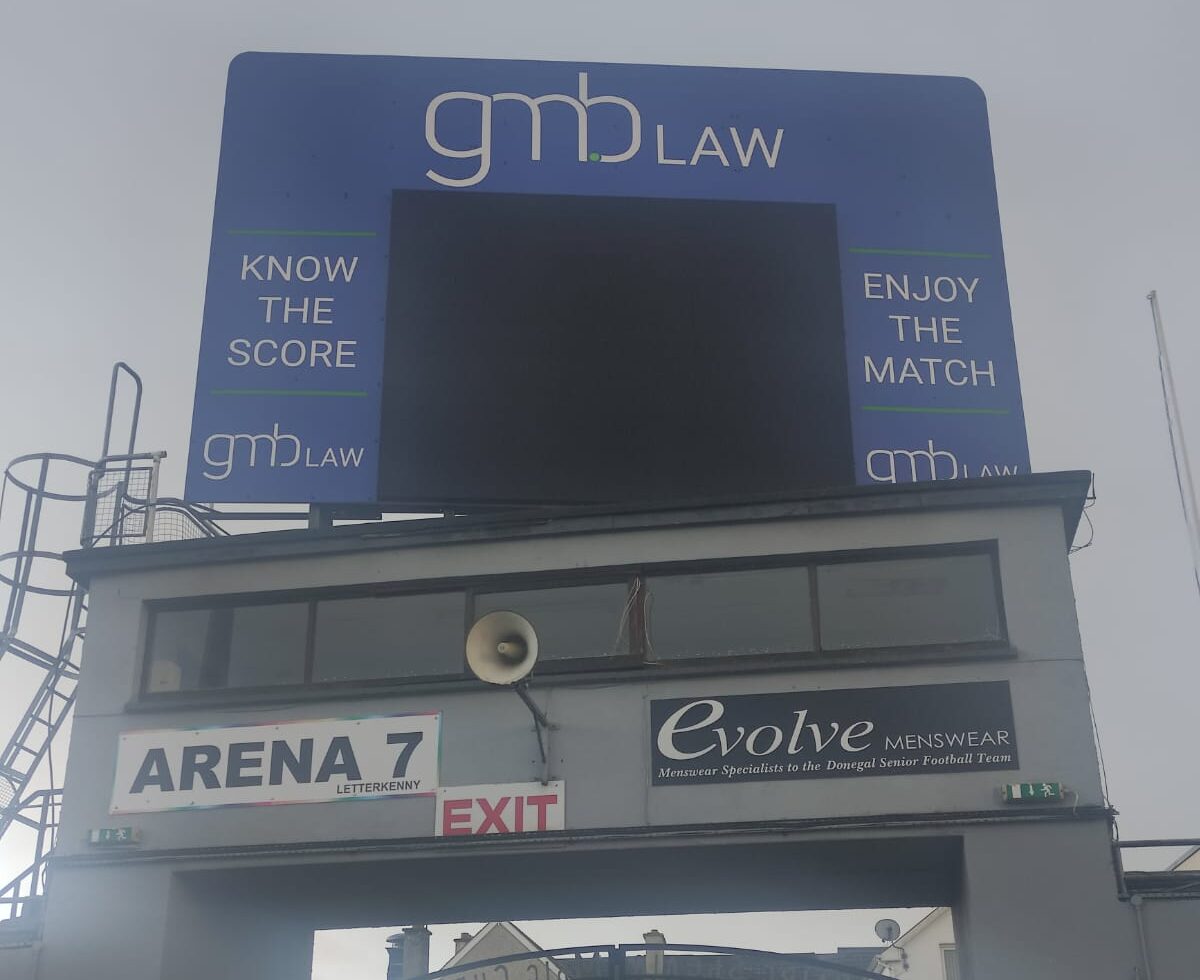 gmb LAW
KNOW
THE
SCORE
gmb LAW
ENJOY
THE
MATCH
gmb LAW
ARENA 7
LETTERKENNY
EXIT
evolve MENSWEAR
Menswear Specialists to the Donegal Senior Football Team